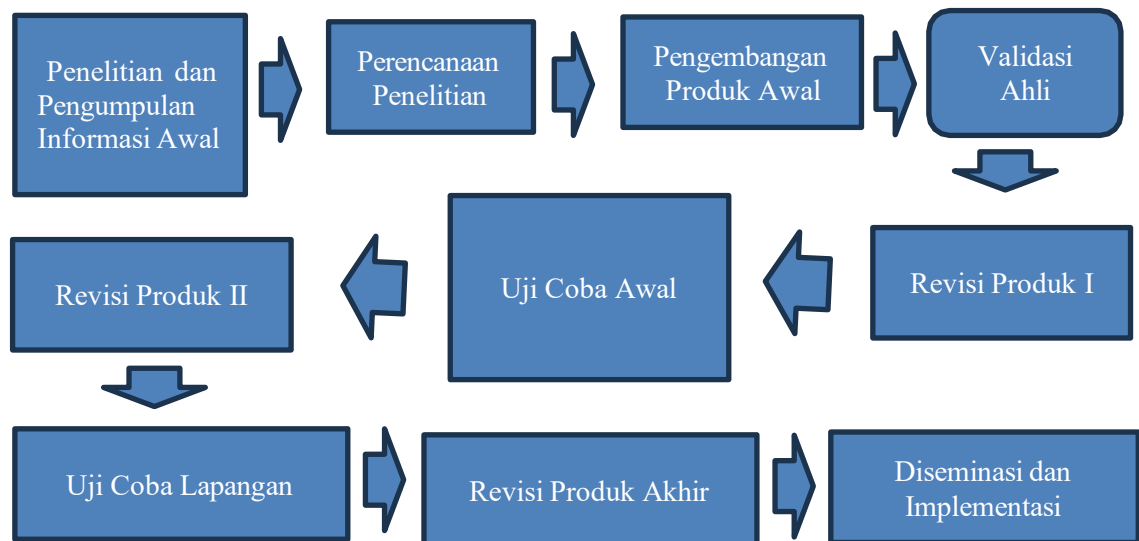 Penelitian dan
Pengumpulan
Informasi Awal
Perencanaan
Penelitian
Pengembangan
Produk Awal
Validasi
Ahli
Revisi Produk I
Uji Coba Awal
Revisi Produk II
Uji Coba Lapangan
Revisi Produk Akhir
Diseminasi dan
Implementasi